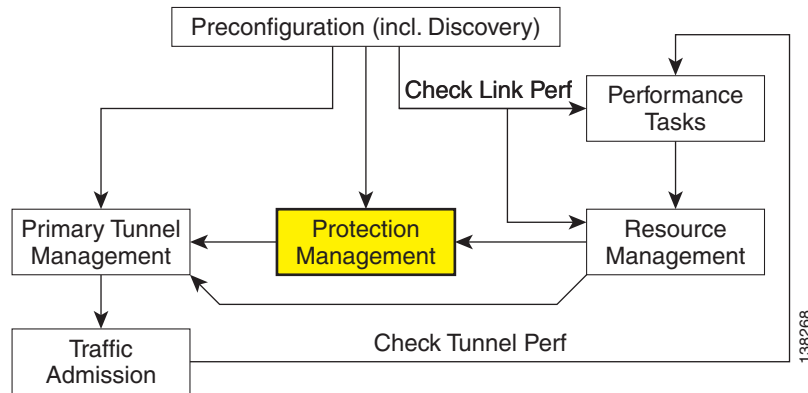 Preconfiguration (incl. Discovery)
Check Link Perf
Performance
Tasks
Primary Tunnel
Management
Protection
Management
Resource
Management
Traffic
Admission
Check Tunnel Perf
138268